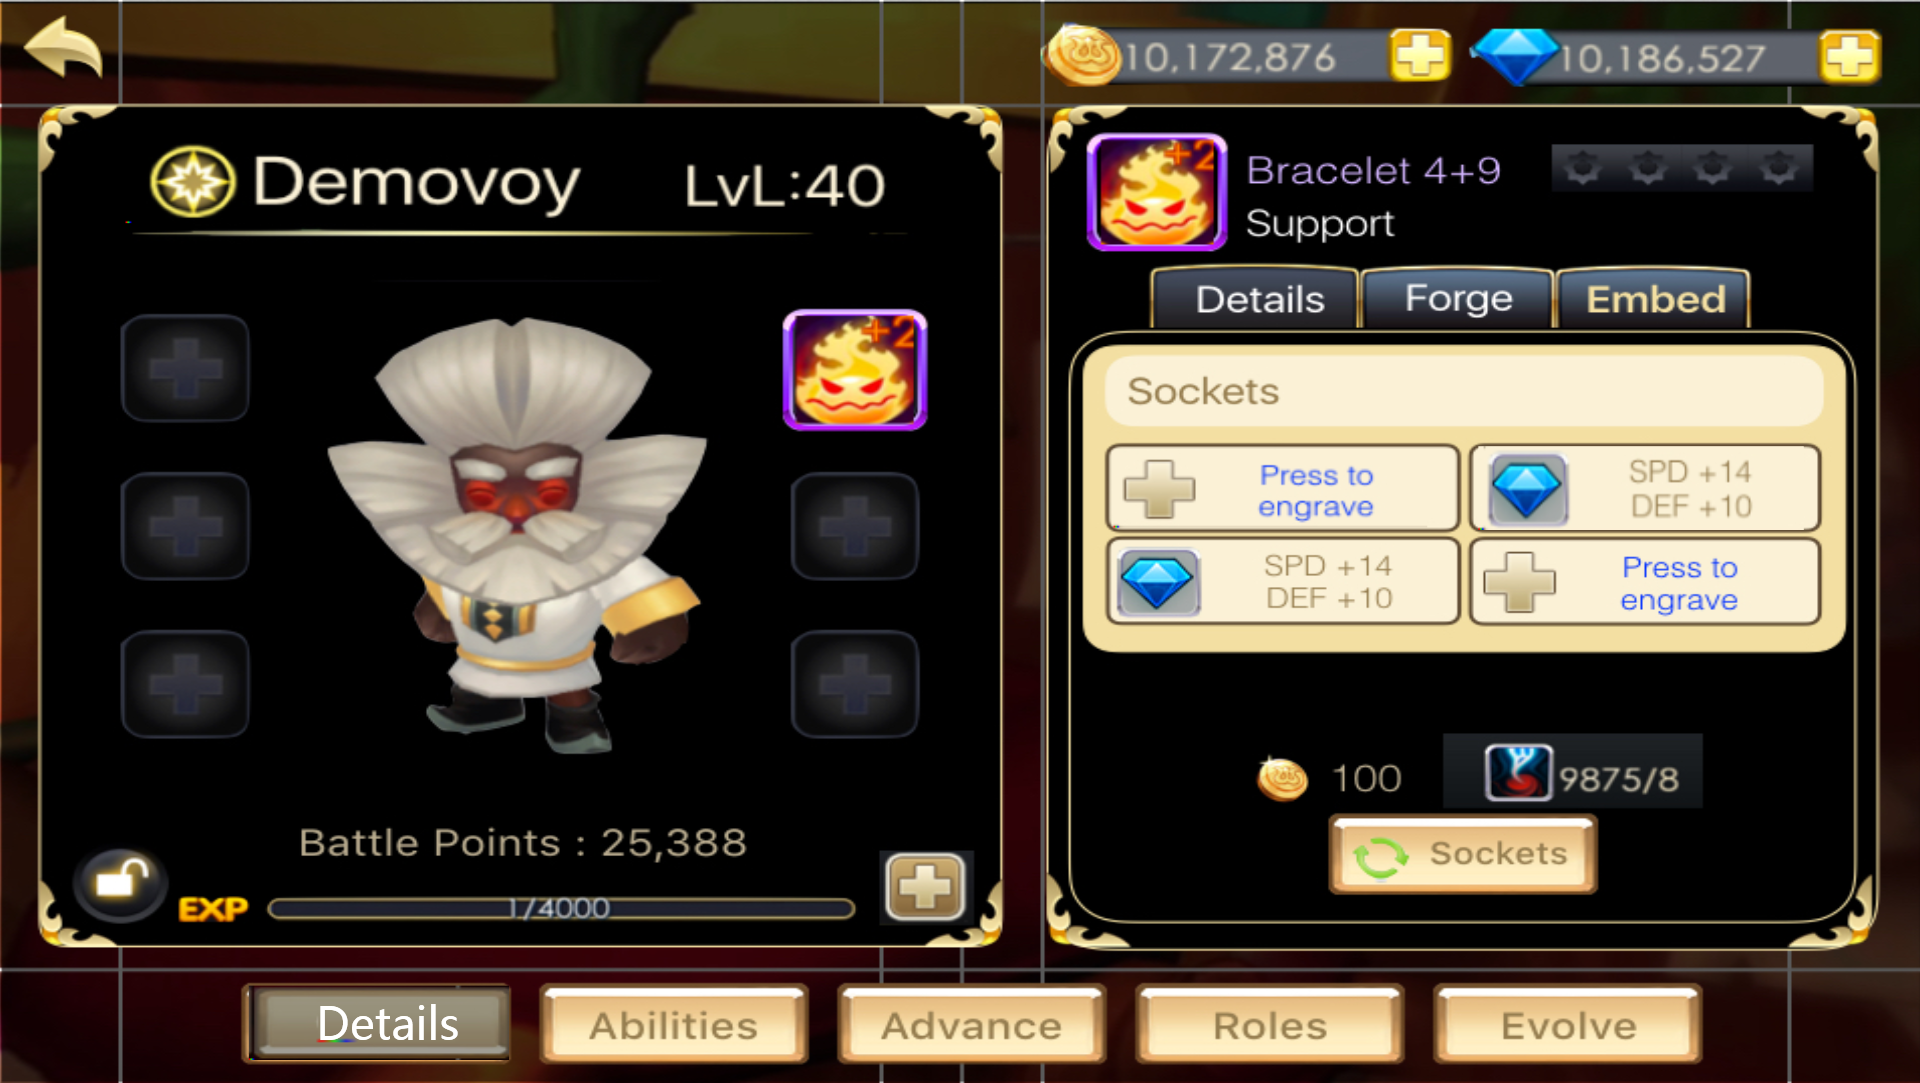 10,172,876
10,186,527
Demovoy
LvL:40
+2
Battle Points : 25,388
EXP
1/4000
+2
Bracelet 4+9
Support
Details
Forge
Embed
Sockets
Press to
engrave
SPD +14
DEF +10
SPD +14
DEF +10
Press to
engrave
100
9875/8
Sockets
Details
Abilities
Advance
Roles
Evolve